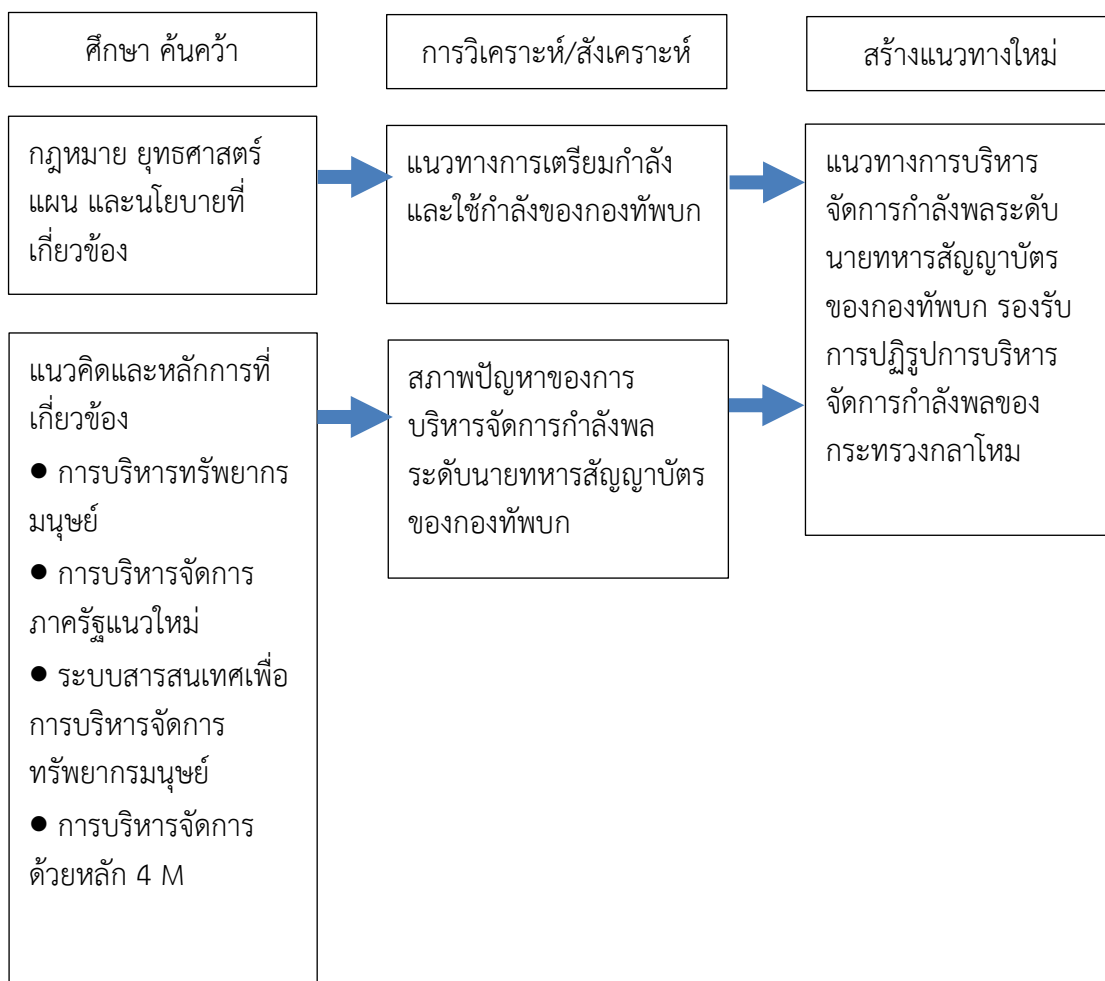 ศึกษา ค้นคว้า
การวิเคราะห์/สังเคราะห์
สร้างแนวทางใหม่
กฎหมาย ยุทธศาสตร์
แผน และนโยบายที่
เกี่ยวข้อง
แนวทางการเตรียมกำลัง
และใช้กำลังของกองทัพบก
แนวทางการบริหาร
จัดการกำลังพลระดับ
นายทหารสัญญาบัตร
ของกองทัพบก รองรับ
การปฏิรูปการบริหาร
จัดการกำลังพลของ
กระทรวงกลาโหม
แนวคิดและหลักการที่
เกี่ยวข้อง
● การบริหารทรัพยากร
มนุษย์
● การบริหารจัดการ
ภาครัฐแนวใหม่
● ระบบสารสนเทศเพื่อ
การบริหารจัดการ
ทรัพยากรมนุษย์
● การบริหารจัดการ
ด้วยหลัก 4 M
สภาพปัญหาของการ
บริหารจัดการกำลังพล
ระดับนายทหารสัญญาบัตร
ของกองทัพบก